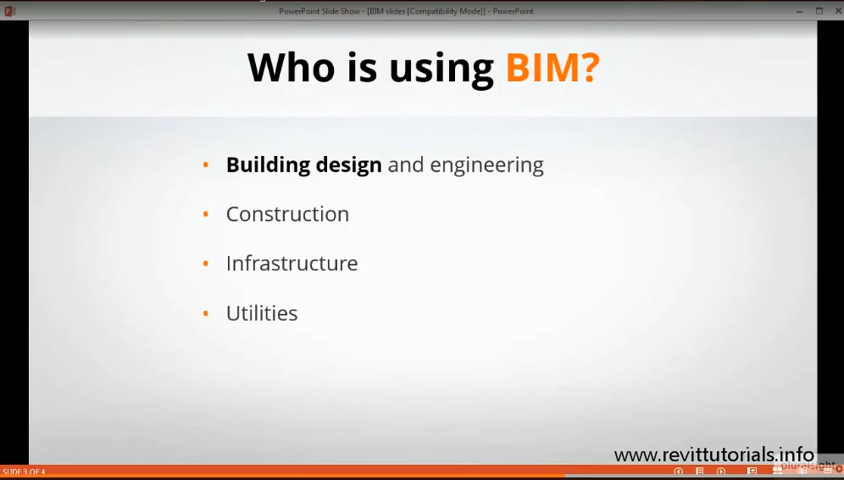 PowerPoint Slide Show - [BIM slides [Compatibility Mode]] - PowerPoint
Who is using BIM?
• Building design and engineering
• Construction
• Infrastructure
• Utilities
www.revittutorials.info
SLIDE 3 OF 4
pluralsight